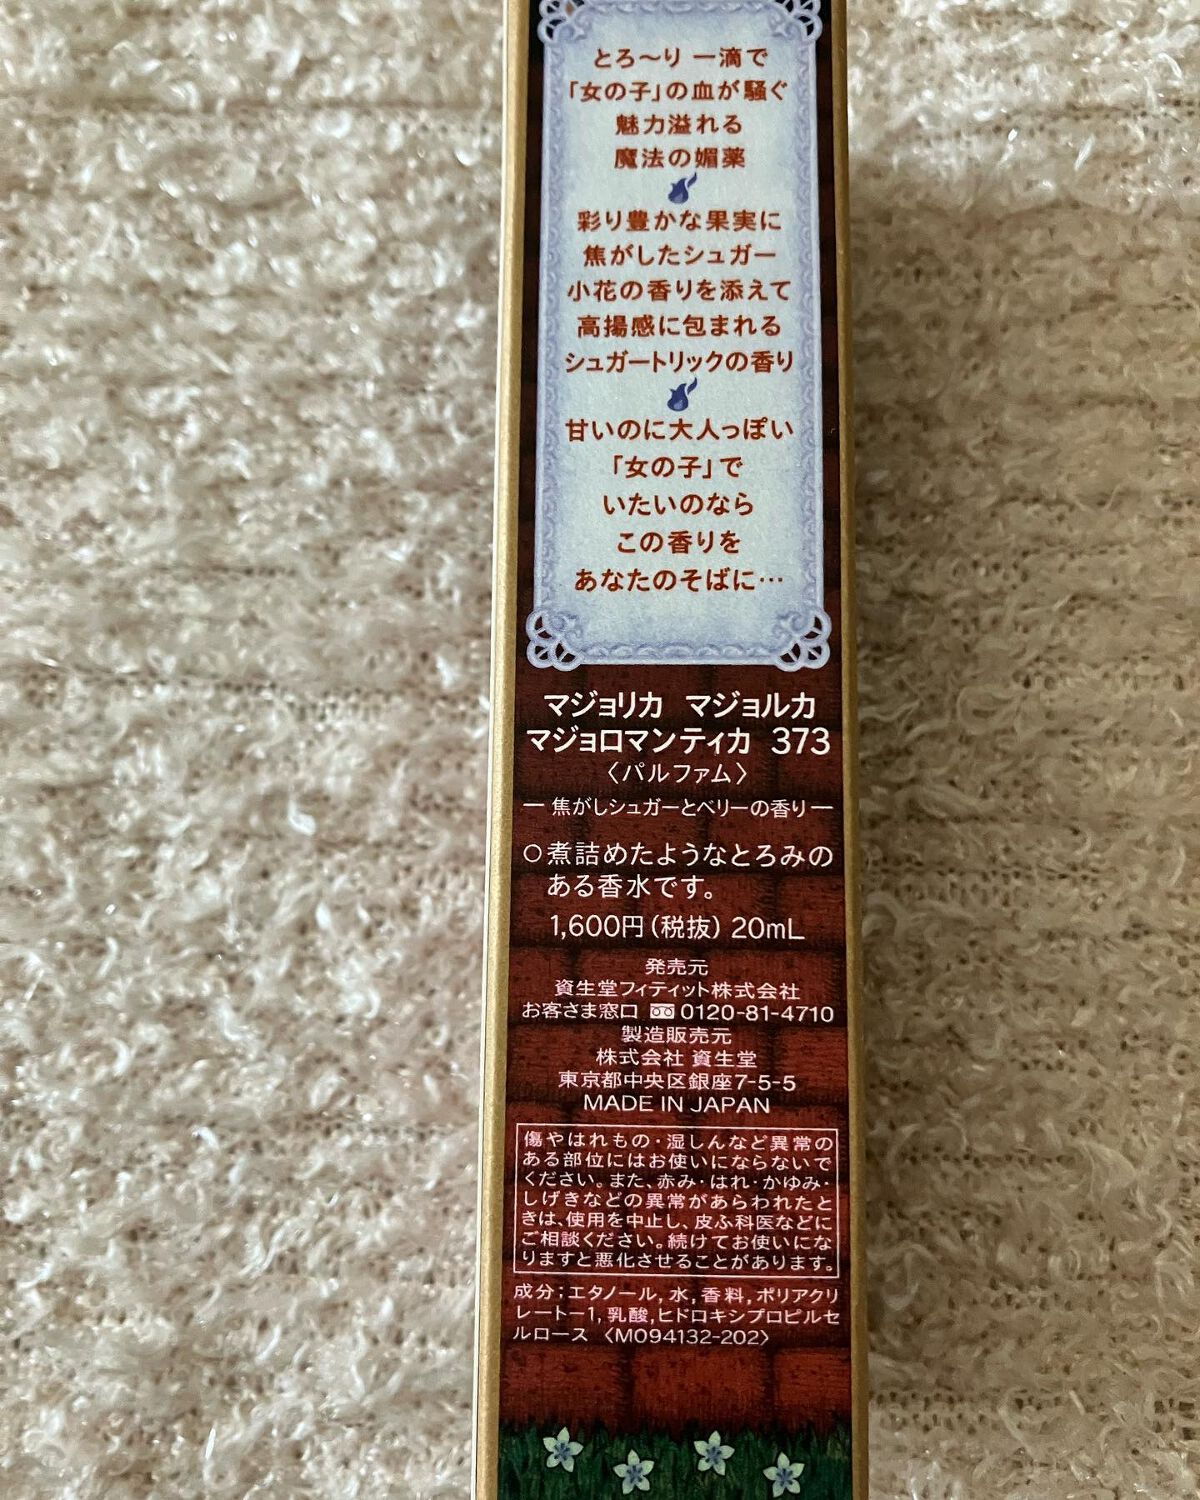 とろ〜り 一滴で
「女の子」の血が騒ぐ
魅力溢れる
魔法の媚薬
彩り豊かな果実に
焦がしたシュガー
小花の香りを添えて
高揚感に包まれる
シュガートリックの香り
甘いのに大人っぽい
「女の子」で
いたいのなら
この香りを
あなたのそばに…
マジョリカ マジョルカ
マジョロマンティカ 373
〈パルファム〉
ー 焦がしシュガーとベリーの香り ー
○煮詰めたようなとろみの
ある香水です。
1,600円(税抜) 20mL
発売元
資生堂フィティット株式会社
お客さま窓口 0120-81-4710
製造販売元
株式会社 資生堂
東京都中央区銀座7-5-5
MADE IN JAPAN
傷やはれもの・湿しんなど異常の
ある部位にはお使いにならないで
ください。また、赤み・はれ・かゆみ・
しげきなどの異常があらわれたと
きは、使用を中止し、皮ふ科医などに
ご相談ください。続けてお使いにな
りますと悪化させることがあります。
成分;エタノール,水,香料,ポリアクリ
レートー1,乳酸,ヒドロキシプロピルセ
ルロース 〈M094132-202〉